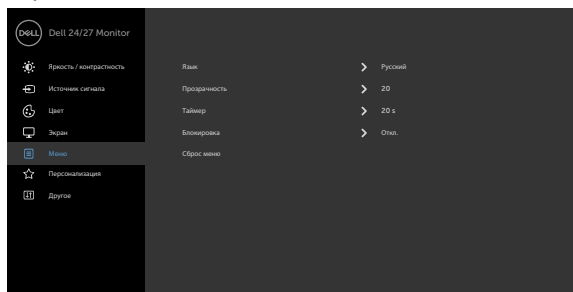 DELL Dell 24/27 Monitor
Яркость / контрастность
Язык Русский
Источник сигнала
Прозрачность 20
Цвет
Таймер 20 s
Экран
Блокировка Откл.
Меню
Сброс меню
Персонализация
Другое